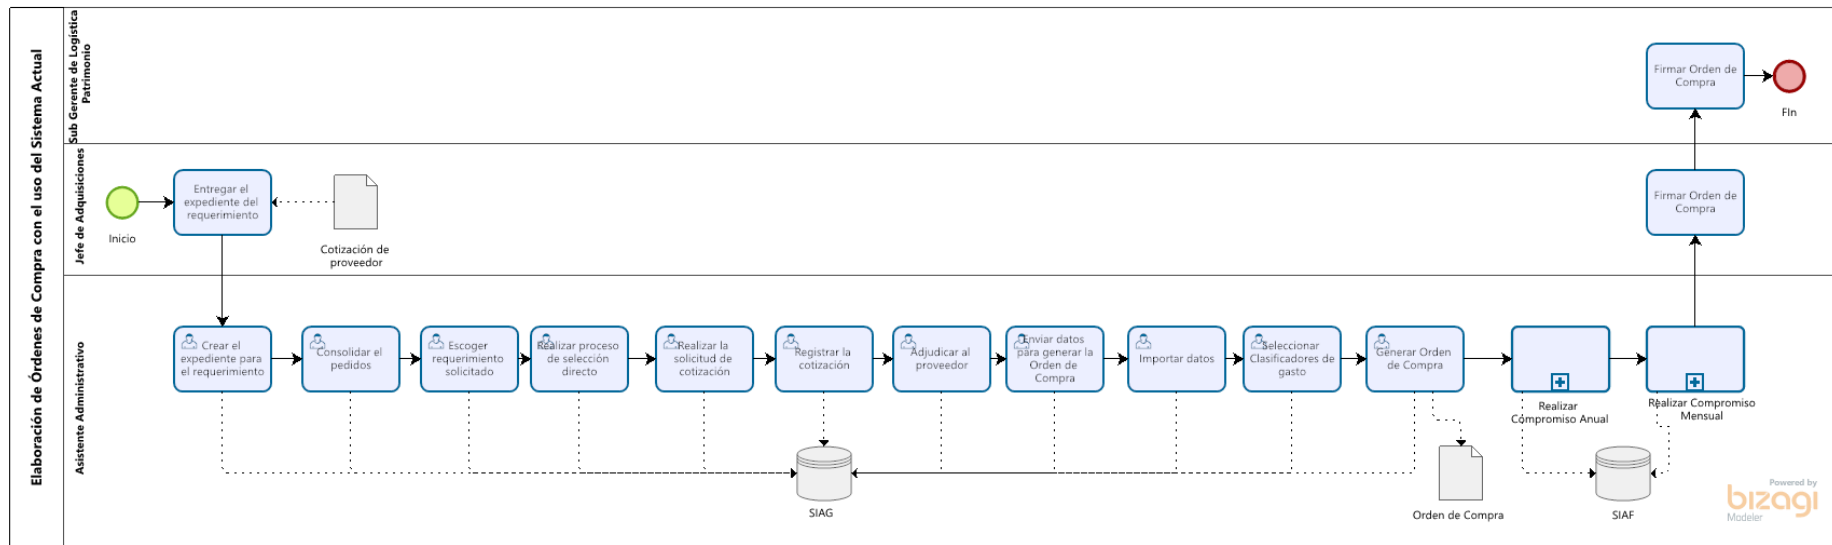 Elaboración de Órdenes de Compra con el uso del Sistema Actual
Sub Gerente de Logística
Patrimonio
Firmar Orden de
Compra
FIn
Jefe de Adquisiciones
Inicio
Entregar el
expediente del
requerimiento
Cotización de
proveedor
Firmar Orden de
Compra
Asistente Administrativo
Crear el
expediente para
el requerimiento
Consolidar el
pedidos
Escoger
requerimiento
solicitado
Realizar proceso
de selección
directo
Realizar la
solicitud de
cotización
Registrar la
cotización
Adjudicar al
proveedor
Enviar datos
para generar la
Orden de
Compra
Importar datos
Seleccionar
Clasificadores de
gasto
Generar Orden
de Compra
Realizar
Compromiso Anual
Realizar Compromiso
Mensual
SIAG
Orden de Compra
SIAF
Powered by
bizagi
Modeler